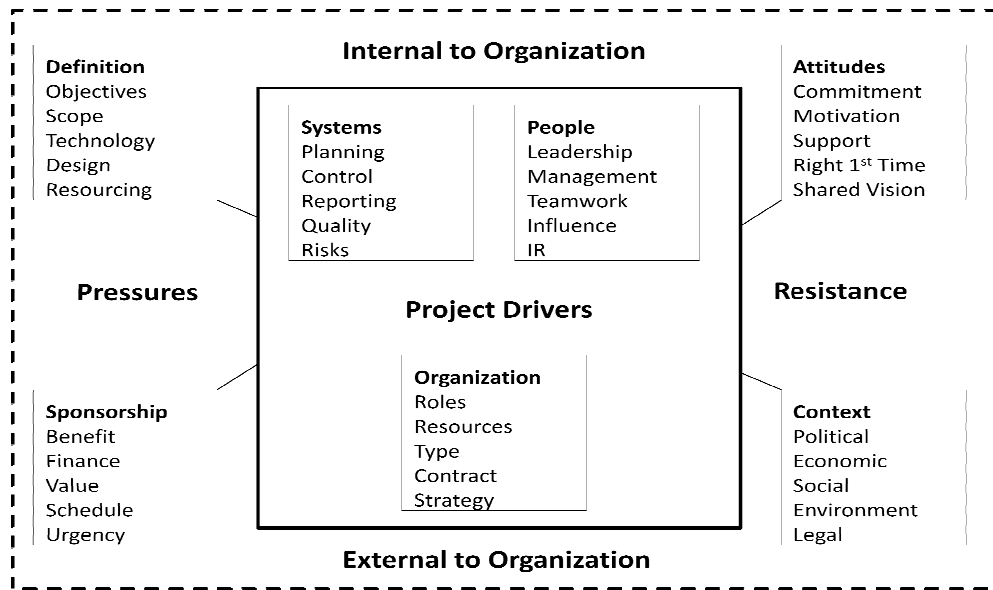 Internal to Organization
Definition
Objectives
Scope
Technology
Design
Resourcing
Systems
Planning
Control
Reporting
Quality
Risks
People
Leadership
Management
Teamwork
Influence
IR
Attitudes
Commitment
Motivation
Support
Right 1st Time
Shared Vision
Pressures
Project Drivers
Resistance
Sponsorship
Benefit
Finance
Value
Schedule
Urgency
Organization
Roles
Resources
Type
Contract
Strategy
Context
Political
Economic
Social
Environment
Legal
External to Organization